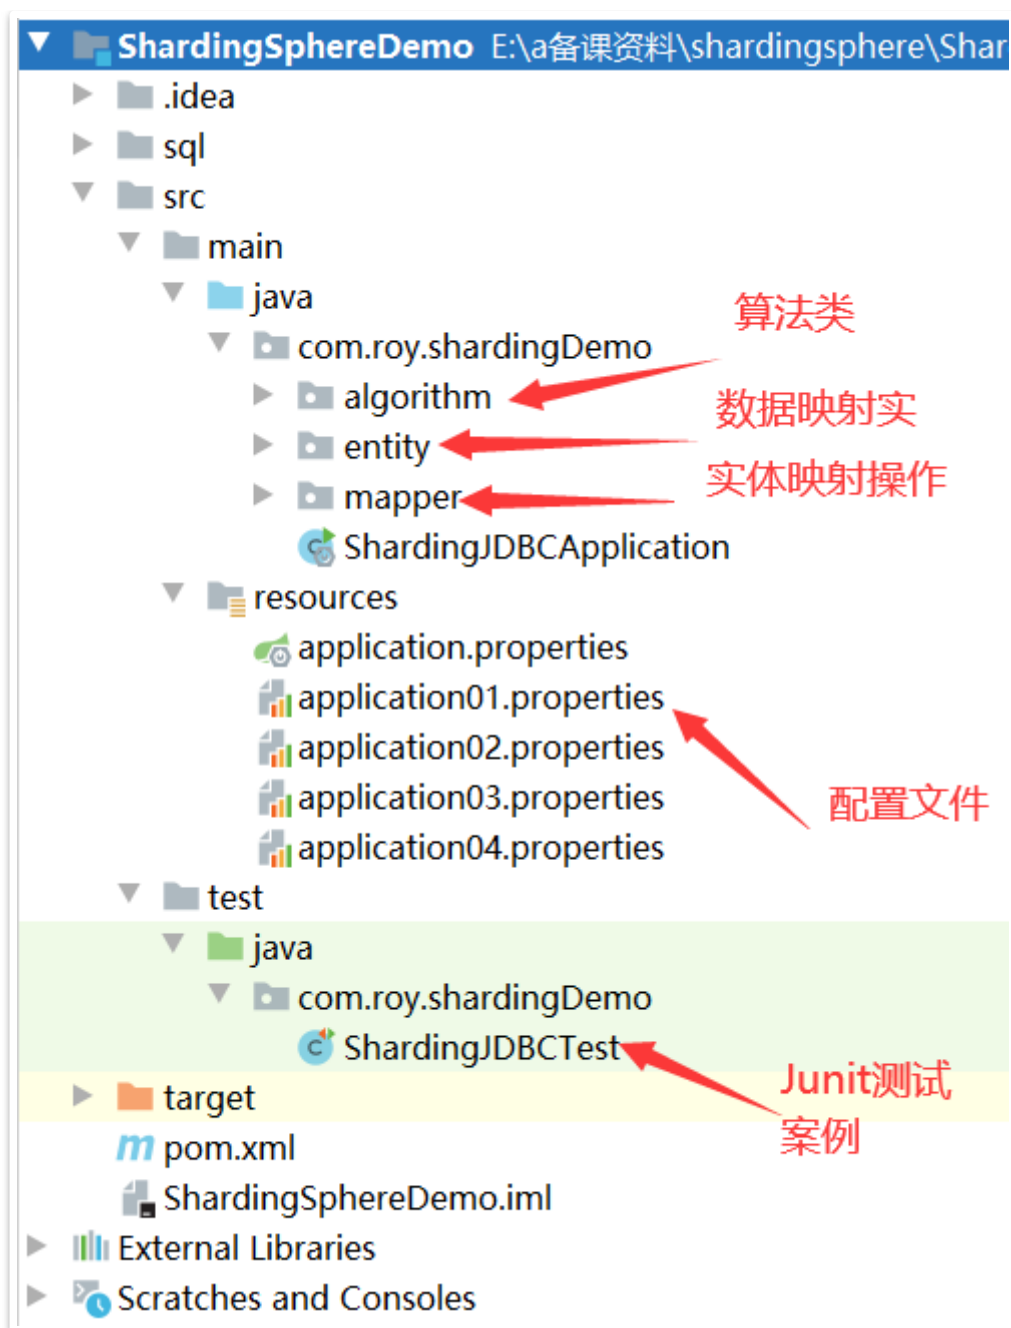 ShardingSphereDemo E:\a备课资料\shardingsphere\Shar
.idea
sql
src
main
java
算法类
com.roy.shardingDemo
algorithm
数据映射实
entity
实体映射操作
mapper
ShardingJDBCApplication
resources
application.properties
application01.properties
application02.properties
application03.properties
配置文件
application04.properties
test
java
com.roy.shardingDemo
ShardingJDBCTest
Junit测试
案例
target
pom.xml
ShardingSphereDemo.iml
External Libraries
Scratches and Consoles